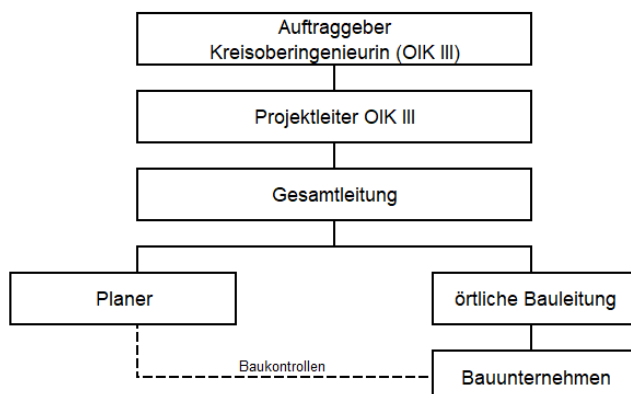 Auftraggeber
Kreisoberingenieurin (OIK III)
Projektleiter OIK III
Gesamtleitung
Planer
örtliche Bauleitung
Baukontrollen
Bauunternehmen